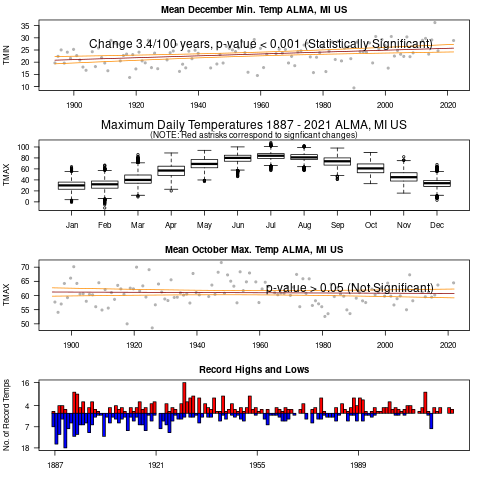 Mean December Min. Temp ALMA, MI US
TMIN
35
30
25
20
15
10
Change 3.4/100 years, p-value < 0.001 (Statistically Significant)
1900 1920 1940 1960 1980 2000 2020
Maximum Daily Temperatures 1887 - 2021 ALMA, MI US
(NOTE: Red astrisks correspond to signficant changes)
TMAX
100
80
60
40
20
0
Jan Feb Mar Apr May Jun Jul Aug Sep Oct Nov Dec
Mean October Max. Temp ALMA, MI US
TMAX
70
65
60
55
50
p-value > 0.05 (Not Significant)
1900 1920 1940 1960 1980 2000 2020
Record Highs and Lows
No. of Record Temps
16
4
7
18
1887 1921 1955 1989